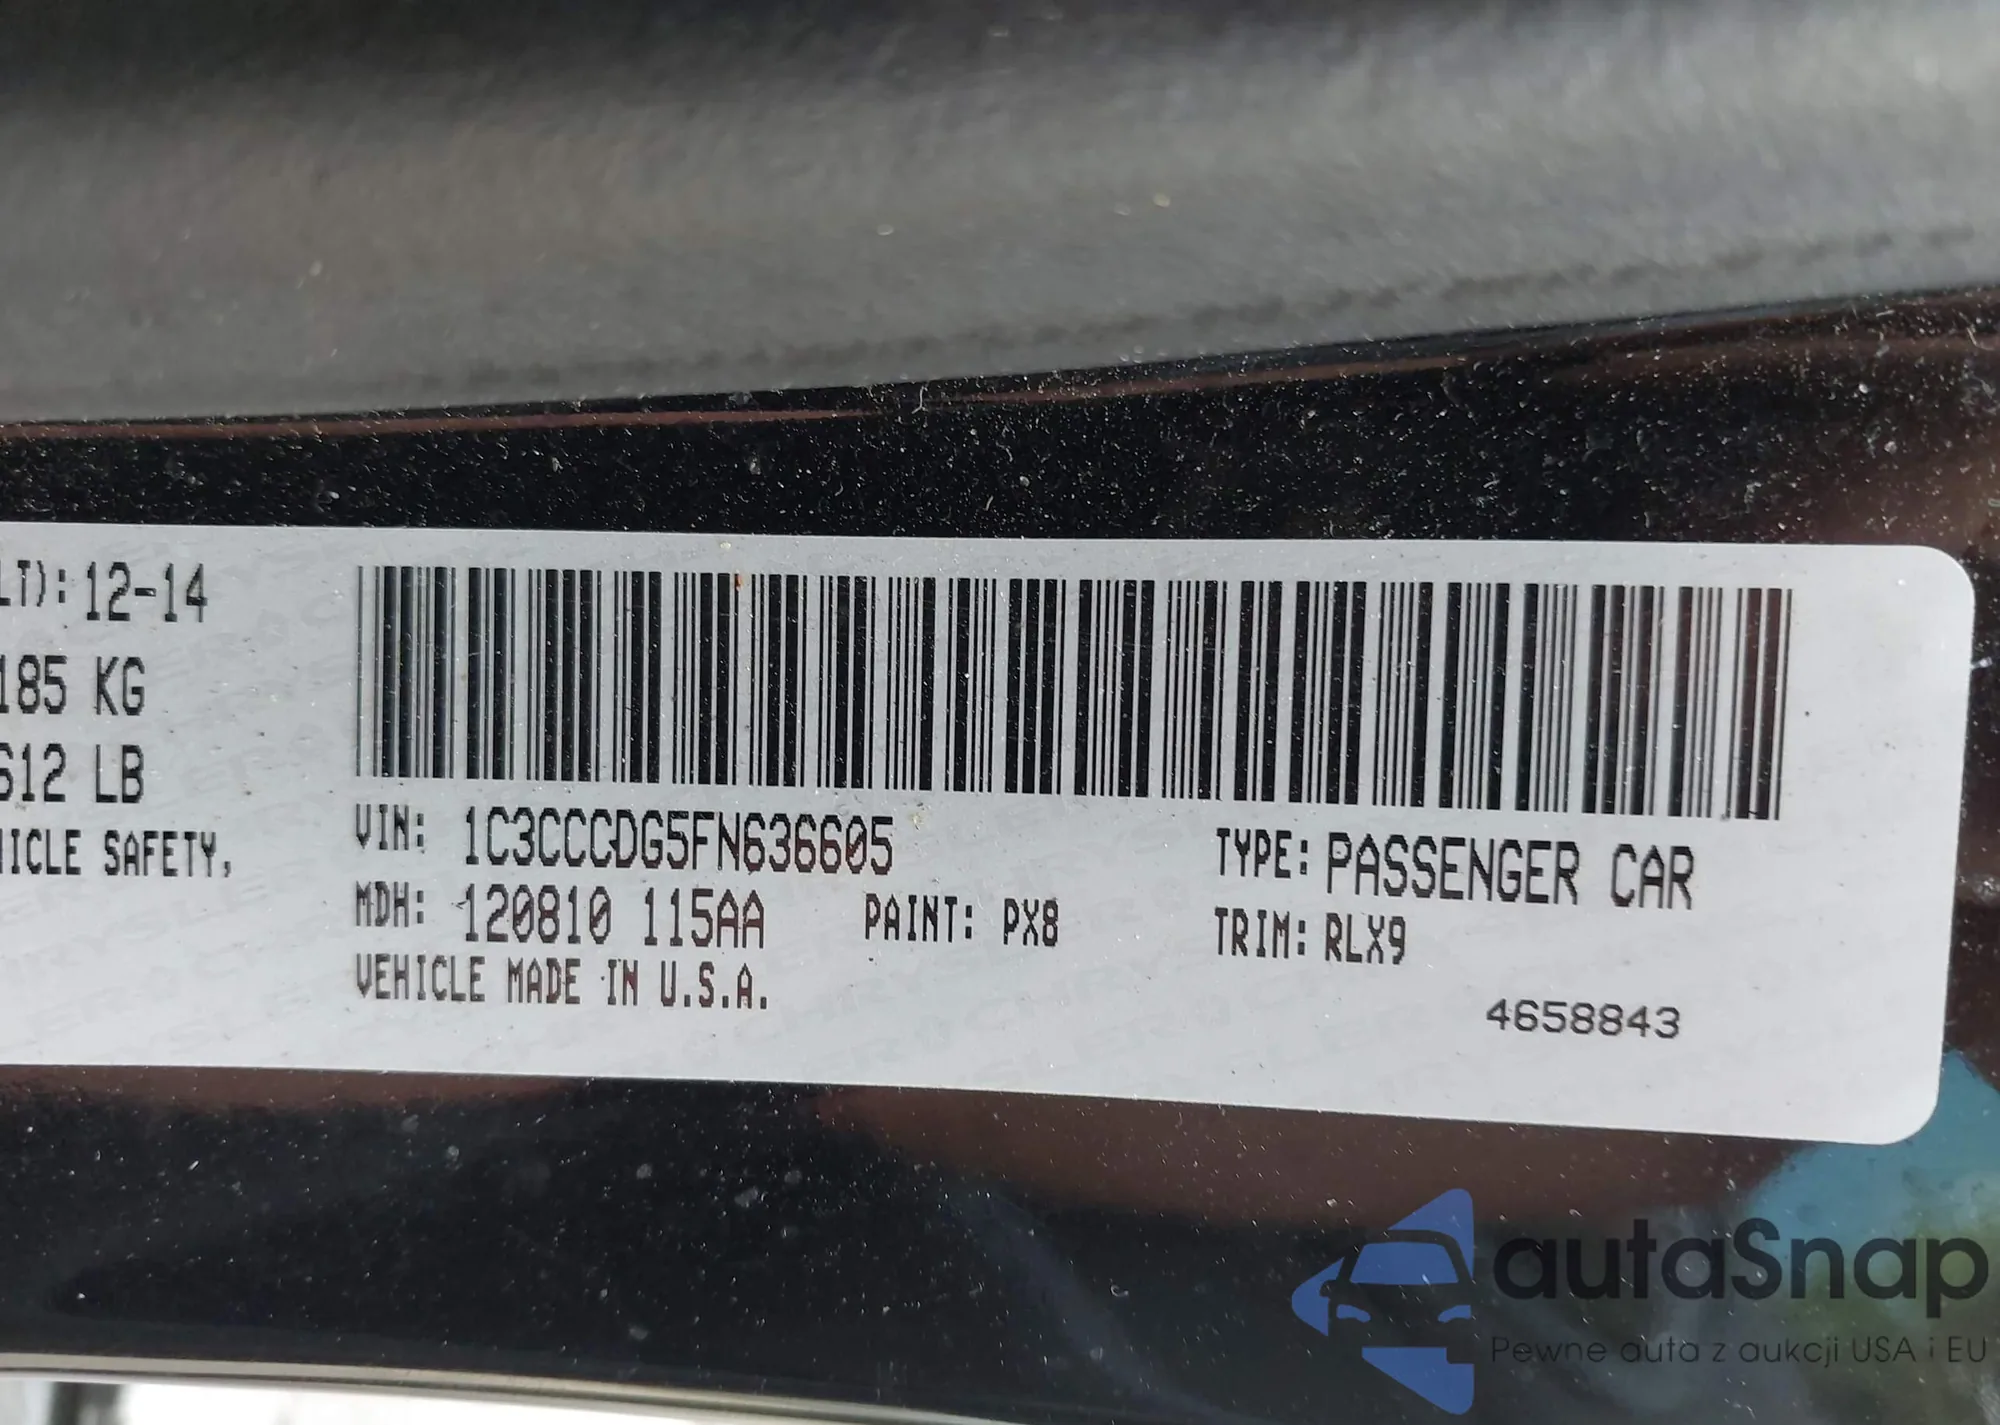 LT): 12-14
185 KG
612 LB
HICLE SAFETY,
VIN: 1C3CCCDG5FN636605
TYPE: PASSENGER CAR
MDH: 120810 115AA
PAINT: PX8
TRIM: RLX9
VEHICLE MADE IN U.S.A.
4658843
autaSnap
Pewne auta z aukcji USA i EU